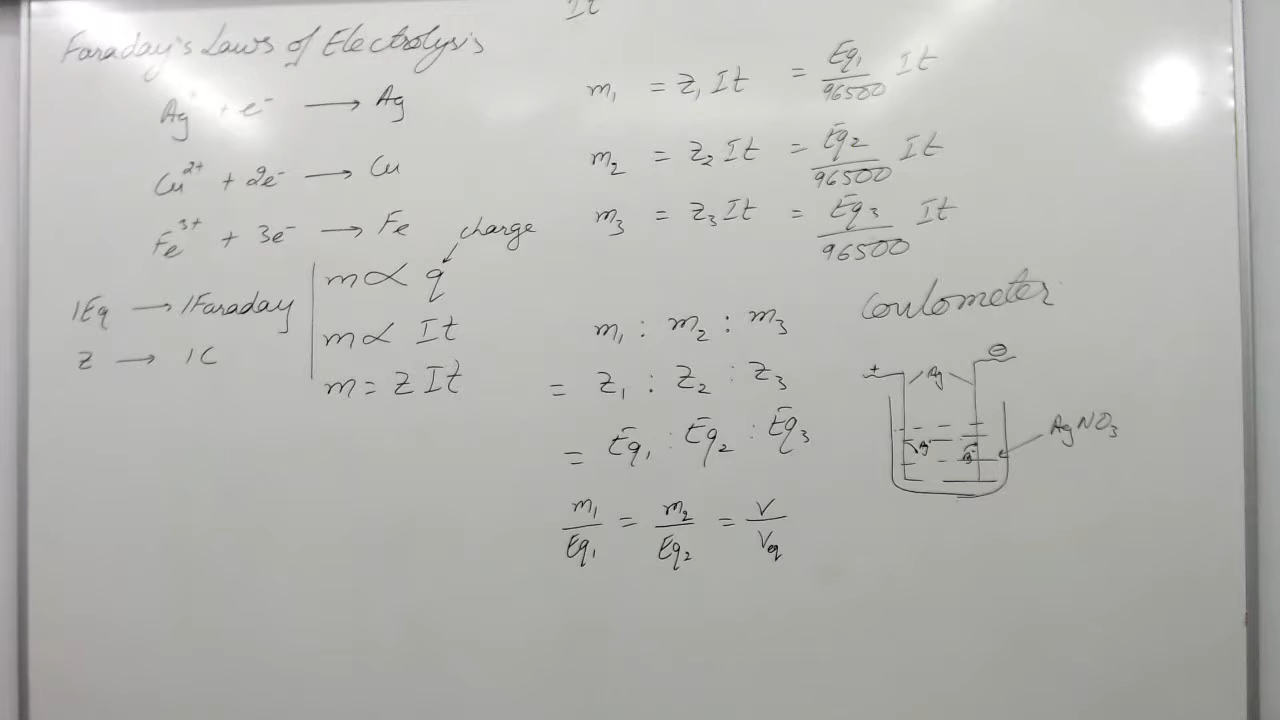 It
Faraday's Laws of Electrolysis
Ag + e⁻ → Ag
Cu²⁺ + 2e⁻ → Cu
Fe³⁺ + 3e⁻ → Fe
1Eq → 1Faraday
Z → 1C
charge
m ∝ q
m ∝ It
m = Z It
m₁ = Z₁ It = Eq₁/96500 It
m₂ = Z₂ It = Eq₂/96500 It
m₃ = Z₃ It = Eq₃/96500 It
m₁ : m₂ : m₃
= Z₁ : Z₂ : Z₃
= Eq₁ : Eq₂ : Eq₃
m₁/Eq₁ = m₂/Eq₂ = V/Veq
Coulometer
+ Ag ⊖
AgNO₃